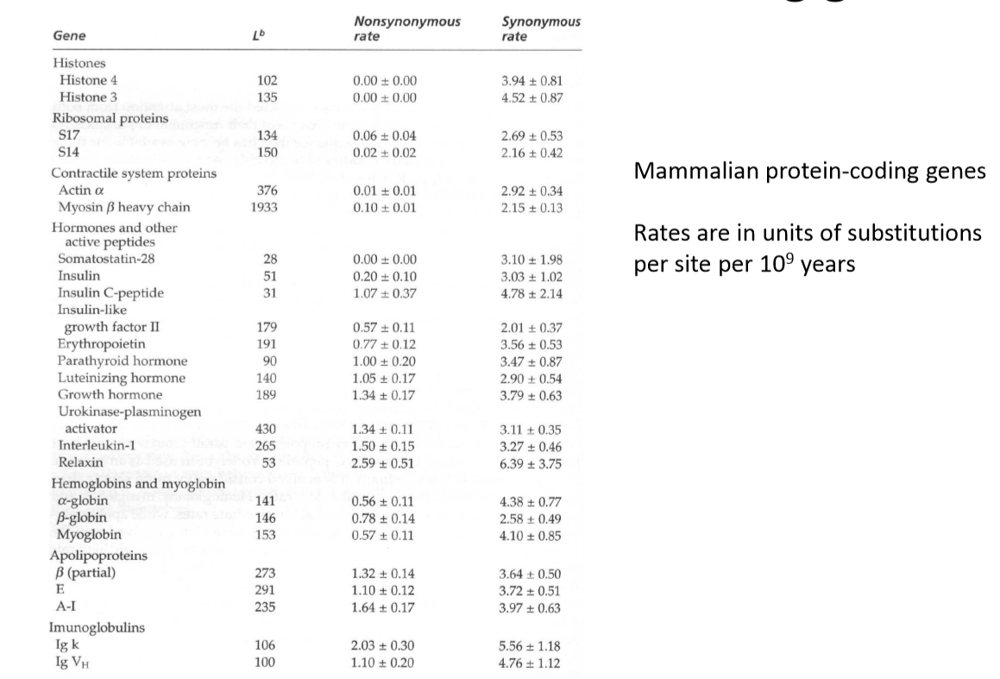 Gene L^b Nonsynonymous rate Synonymous rate
Histones
Histone 4 102 0.00 ± 0.00 3.94 ± 0.81
Histone 3 135 0.00 ± 0.00 4.52 ± 0.87
Ribosomal proteins
S17 134 0.06 ± 0.04 2.69 ± 0.53
S14 150 0.02 ± 0.02 2.16 ± 0.42
Contractile system proteins
Actin α 376 0.01 ± 0.01 2.92 ± 0.34
Myosin β heavy chain 1933 0.10 ± 0.01 2.15 ± 0.13
Hormones and other
active peptides
Somatostatin-28 28 0.00 ± 0.00 3.10 ± 1.98
Insulin 51 0.20 ± 0.10 3.03 ± 1.02
Insulin C-peptide 31 1.07 ± 0.37 4.78 ± 2.14
Insulin-like
growth factor II 179 0.57 ± 0.11 2.01 ± 0.37
Erythropoietin 191 0.77 ± 0.12 3.56 ± 0.53
Parathyroid hormone 90 1.00 ± 0.20 3.47 ± 0.87
Luteinizing hormone 140 1.05 ± 0.17 2.90 ± 0.54
Growth hormone 189 1.34 ± 0.17 3.79 ± 0.63
Urokinase-plasminogen
activator 430 1.34 ± 0.11 3.11 ± 0.35
Interleukin-1 265 1.50 ± 0.15 3.27 ± 0.46
Relaxin 53 2.59 ± 0.51 6.39 ± 3.75
Hemoglobins and myoglobin
α-globin 141 0.56 ± 0.11 4.38 ± 0.77
β-globin 146 0.78 ± 0.14 2.58 ± 0.49
Myoglobin 153 0.57 ± 0.11 4.10 ± 0.85
Apolipoproteins
β (partial) 273 1.32 ± 0.14 3.64 ± 0.50
E 291 1.10 ± 0.12 3.72 ± 0.51
A-I 235 1.64 ± 0.17 3.97 ± 0.63
Imunoglobulins
Ig k 106 2.03 ± 0.30 5.56 ± 1.18
Ig VH 100 1.10 ± 0.20 4.76 ± 1.12
Mammalian protein-coding genes
Rates are in units of substitutions
per site per 10⁹ years